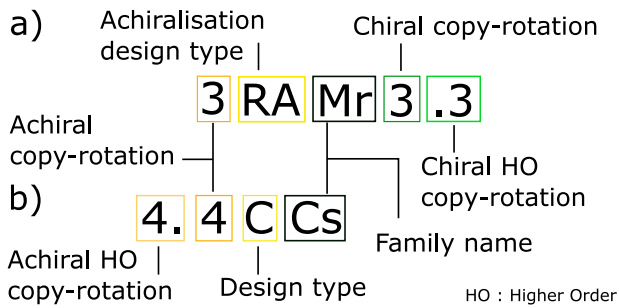 a)
Achiralisation
design type
Chiral copy-rotation
3 RA Mr 3 .3
Achiral
copy-rotation
Chiral HO
copy-rotation
b)
4. 4 C Cs
Family name
Achiral HO
copy-rotation
Design type
HO : Higher Order